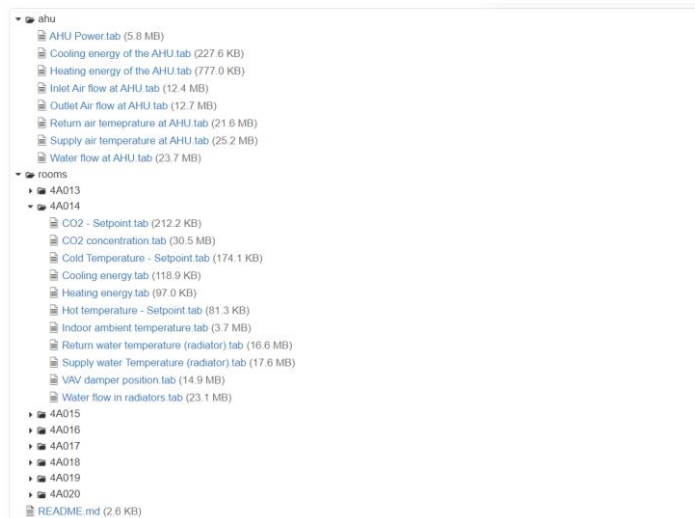 ahu
AHU Power.tab (5.8 MB)
Cooling energy of the AHU.tab (227.6 KB)
Heating energy of the AHU.tab (777.0 KB)
Inlet Air flow at AHU.tab (12.4 MB)
Outlet Air flow at AHU.tab (12.7 MB)
Return air temeprature at AHU.tab (21.6 MB)
Supply air temperature at AHU.tab (25.2 MB)
Water flow at AHU.tab (23.7 MB)
rooms
4A013
4A014
CO2 - Setpoint.tab (212.2 KB)
CO2 concentration.tab (30.5 MB)
Cold Temperature - Setpoint.tab (174.1 KB)
Cooling energy.tab (118.9 KB)
Heating energy.tab (97.0 KB)
Hot temperature - Setpoint.tab (81.3 KB)
Indoor ambient temperature.tab (3.7 MB)
Return water temperature (radiator).tab (16.6 MB)
Supply water Temperature (radiator).tab (17.6 MB)
VAV damper position.tab (14.9 MB)
Water flow in radiators.tab (23.1 MB)
4A015
4A016
4A017
4A018
4A019
4A020
README.md (2.6 KB)